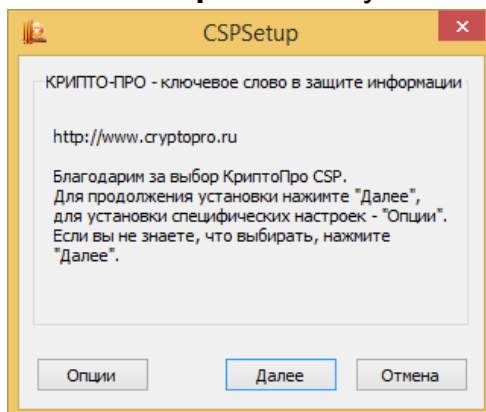 CSPSetup
КРИПТО-ПРО - ключевое слово в защите информации
http://www.cryptopro.ru
Благодарим за выбор КриптоПро CSP.
Для продолжения установки нажимте "Далее",
для установки специфических настроек - "Опции".
Если вы не знаете, что выбирать, нажмите
"Далее".
Опции Далее Отмена